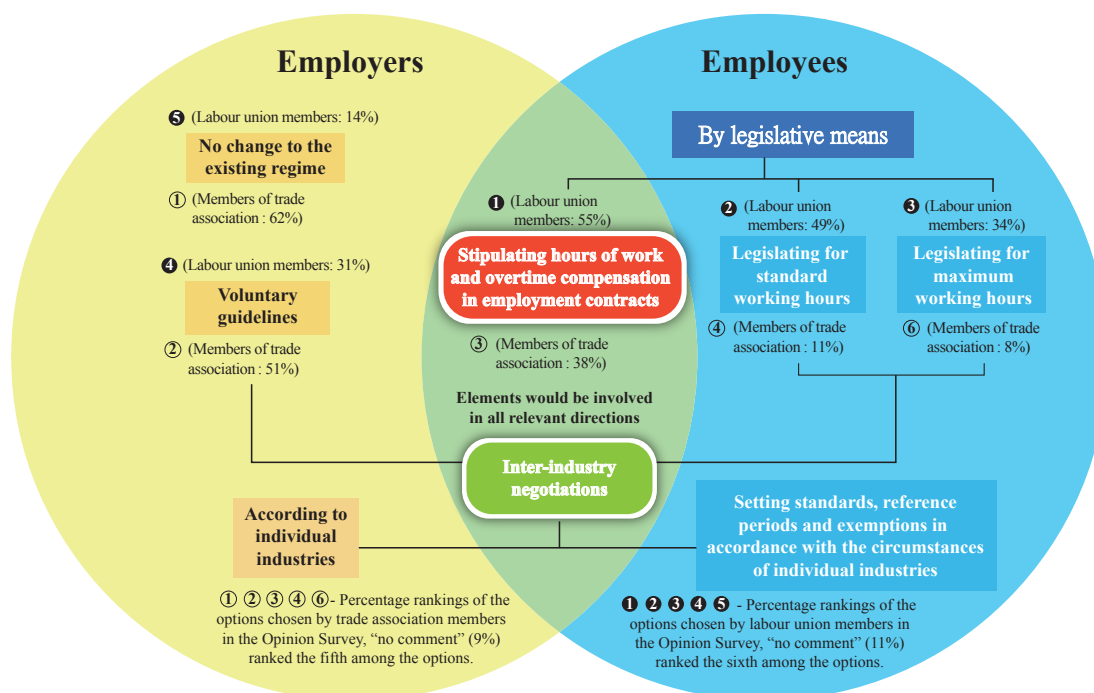 Employers
Employees
❺ (Labour union members: 14%)
No change to the
existing regime
① (Members of trade
association : 62%)
❹ (Labour union members: 31%)
Voluntary
guidelines
② (Members of trade
association : 51%)
By legislative means
❶ (Labour union
members: 55%)
Stipulating hours of work
and overtime compensation
in employment contracts
③ (Members of trade
association : 38%)
❷ (Labour union
members: 49%)
Legislating for
standard
working hours
④ (Members of trade
association : 11%)
❸ (Labour union
members: 34%)
Legislating for
maximum
working hours
⑥ (Members of trade
association : 8%)
Elements would be involved
in all relevant directions
Inter-industry
negotiations
According to
individual
industries
Setting standards, reference
periods and exemptions in
accordance with the circumstances
of individual industries
① ② ③ ④ ⑥- Percentage rankings of the
options chosen by trade association members
in the Opinion Survey, “no comment” (9%)
ranked the fifth among the options.
❶ ❷ ❸ ❹ ❺ - Percentage rankings of the
options chosen by labour union members in
the Opinion Survey, “no comment” (11%)
ranked the sixth among the options.